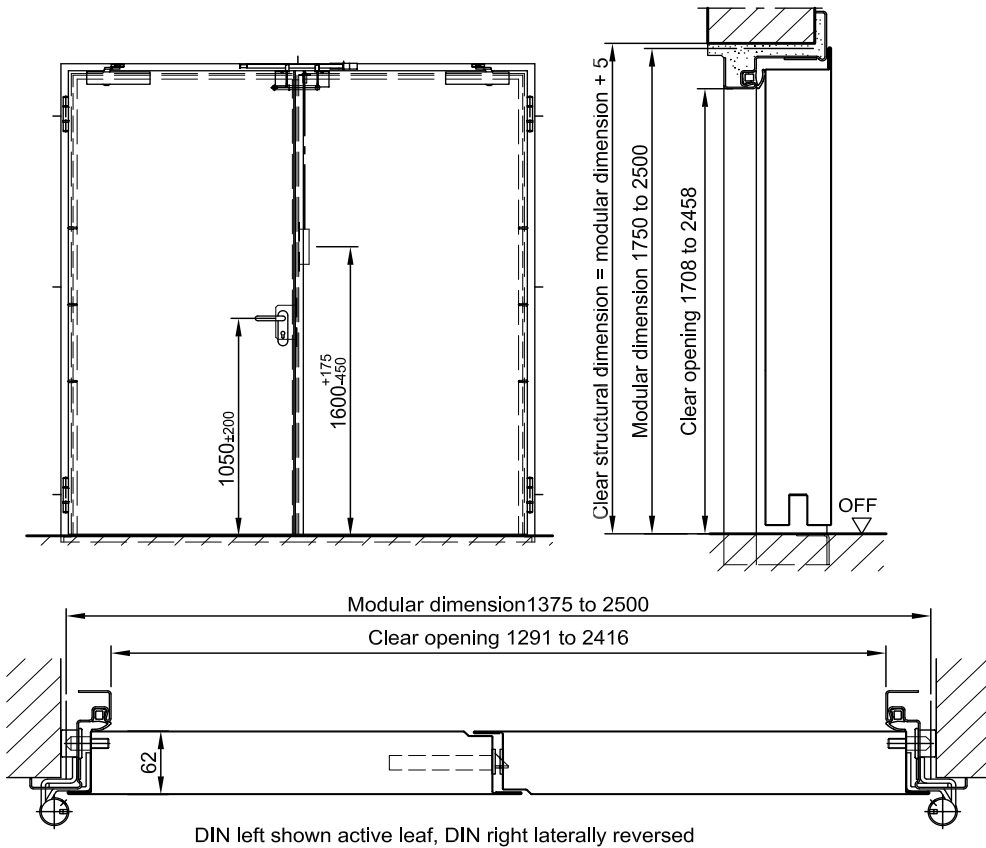 1050±200
1600 +175 -450
Clear structural dimension = modular dimension + 5
Modular dimension 1750 to 2500
Clear opening 1708 to 2458
OFF
Modular dimension1375 to 2500
Clear opening 1291 to 2416
62
DIN left shown active leaf, DIN right laterally reversed